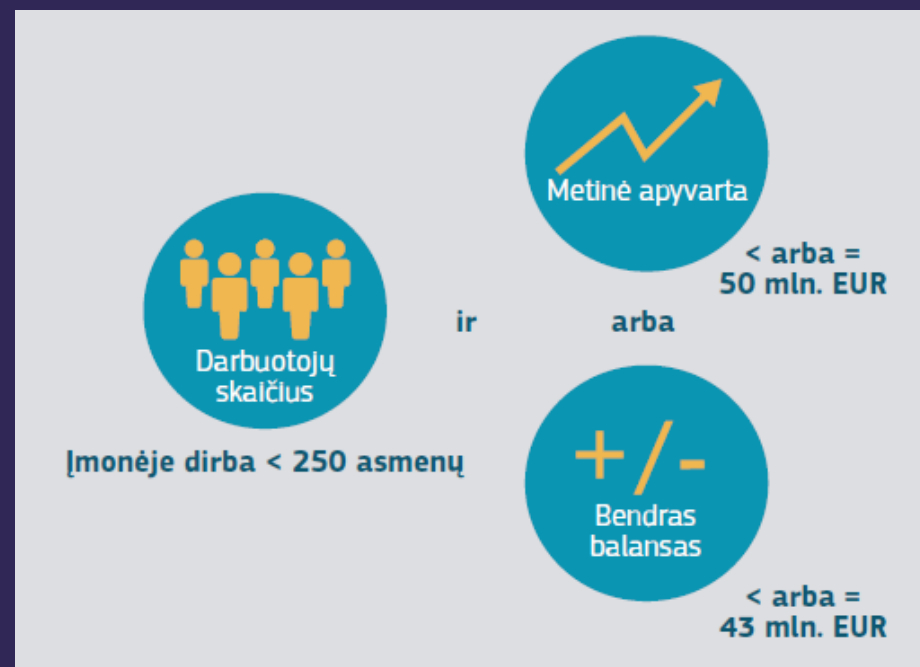 Darbuotojų
skaičius
Įmonėje dirba < 250 asmenų
ir
Metinė apyvarta
< arba =
50 mln. EUR
arba
+/-
Bendras
balansas
< arba =
43 mln. EUR